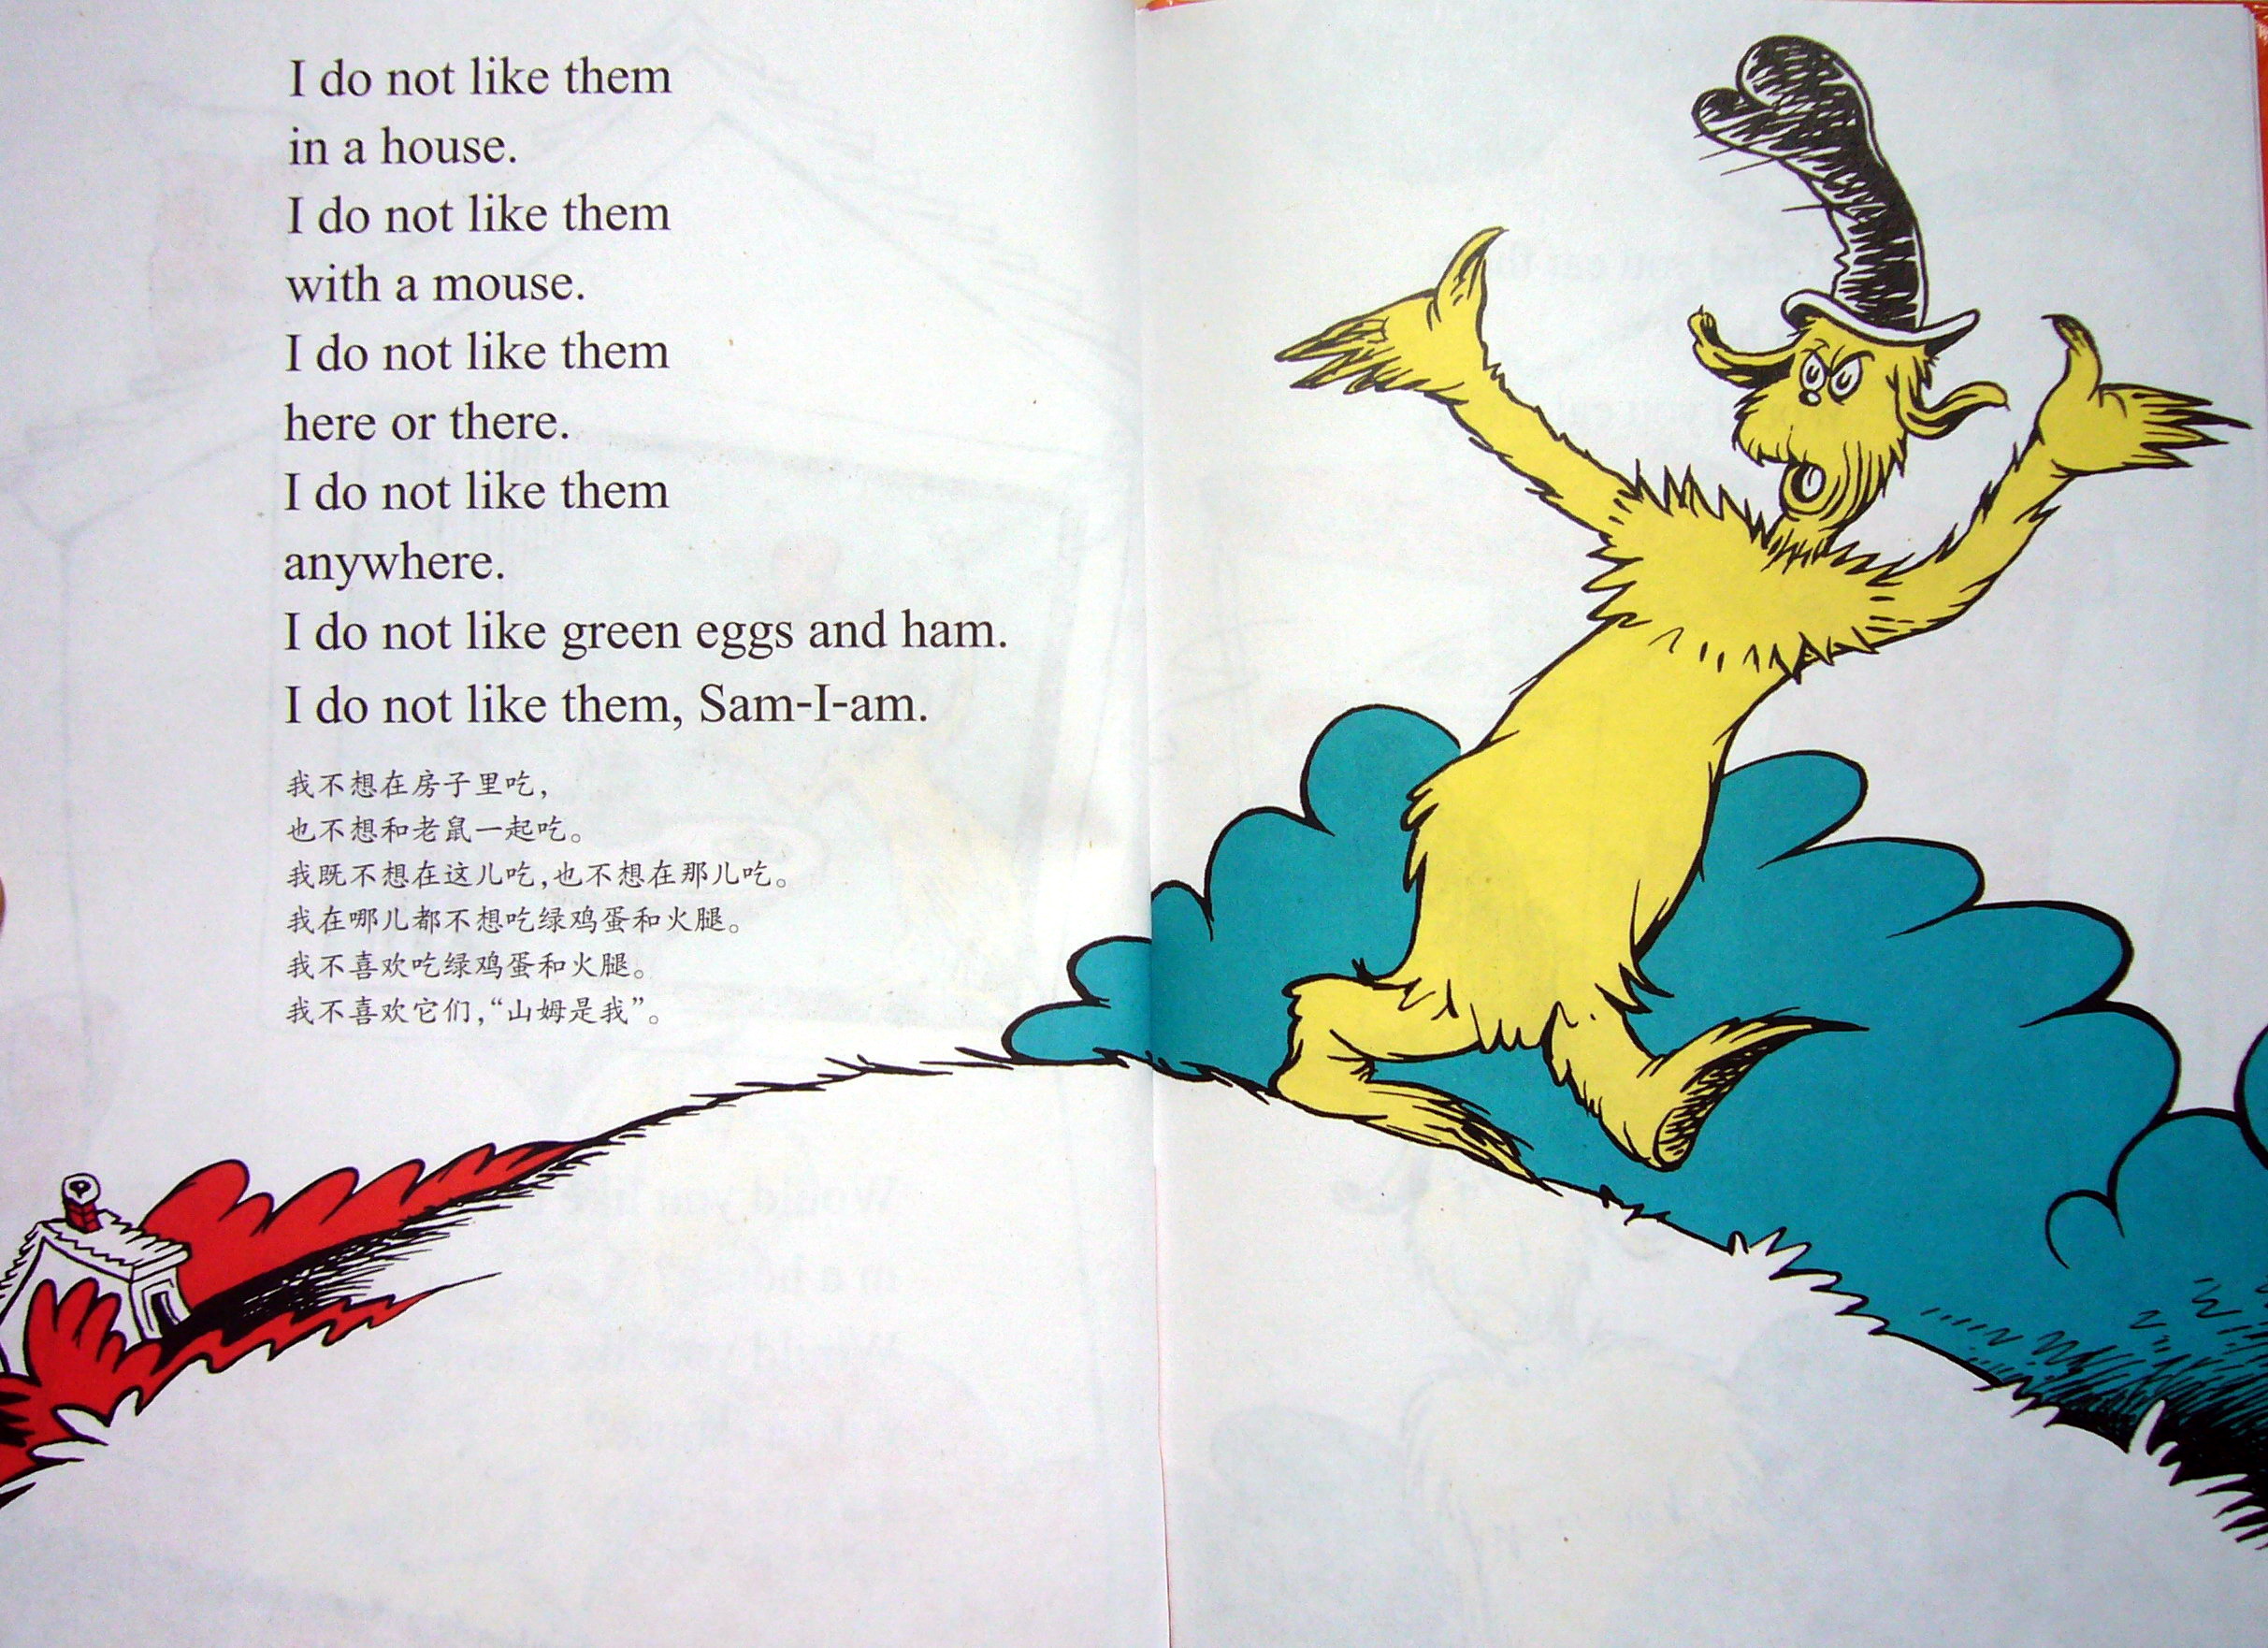 I do not like them
in a house.
I do not like them
with a mouse.
I do not like them
here or there.
I do not like them
anywhere.
I do not like green eggs and ham.
I do not like them, Sam-I-am.
我不想在房子里吃，
也不想和老鼠一起吃。
我既不想在这儿吃，也不想在那儿吃。
我在哪儿都不想吃绿鸡蛋和火腿。
我不喜欢吃绿鸡蛋和火腿。
我不喜欢它们，“山姆是我”。